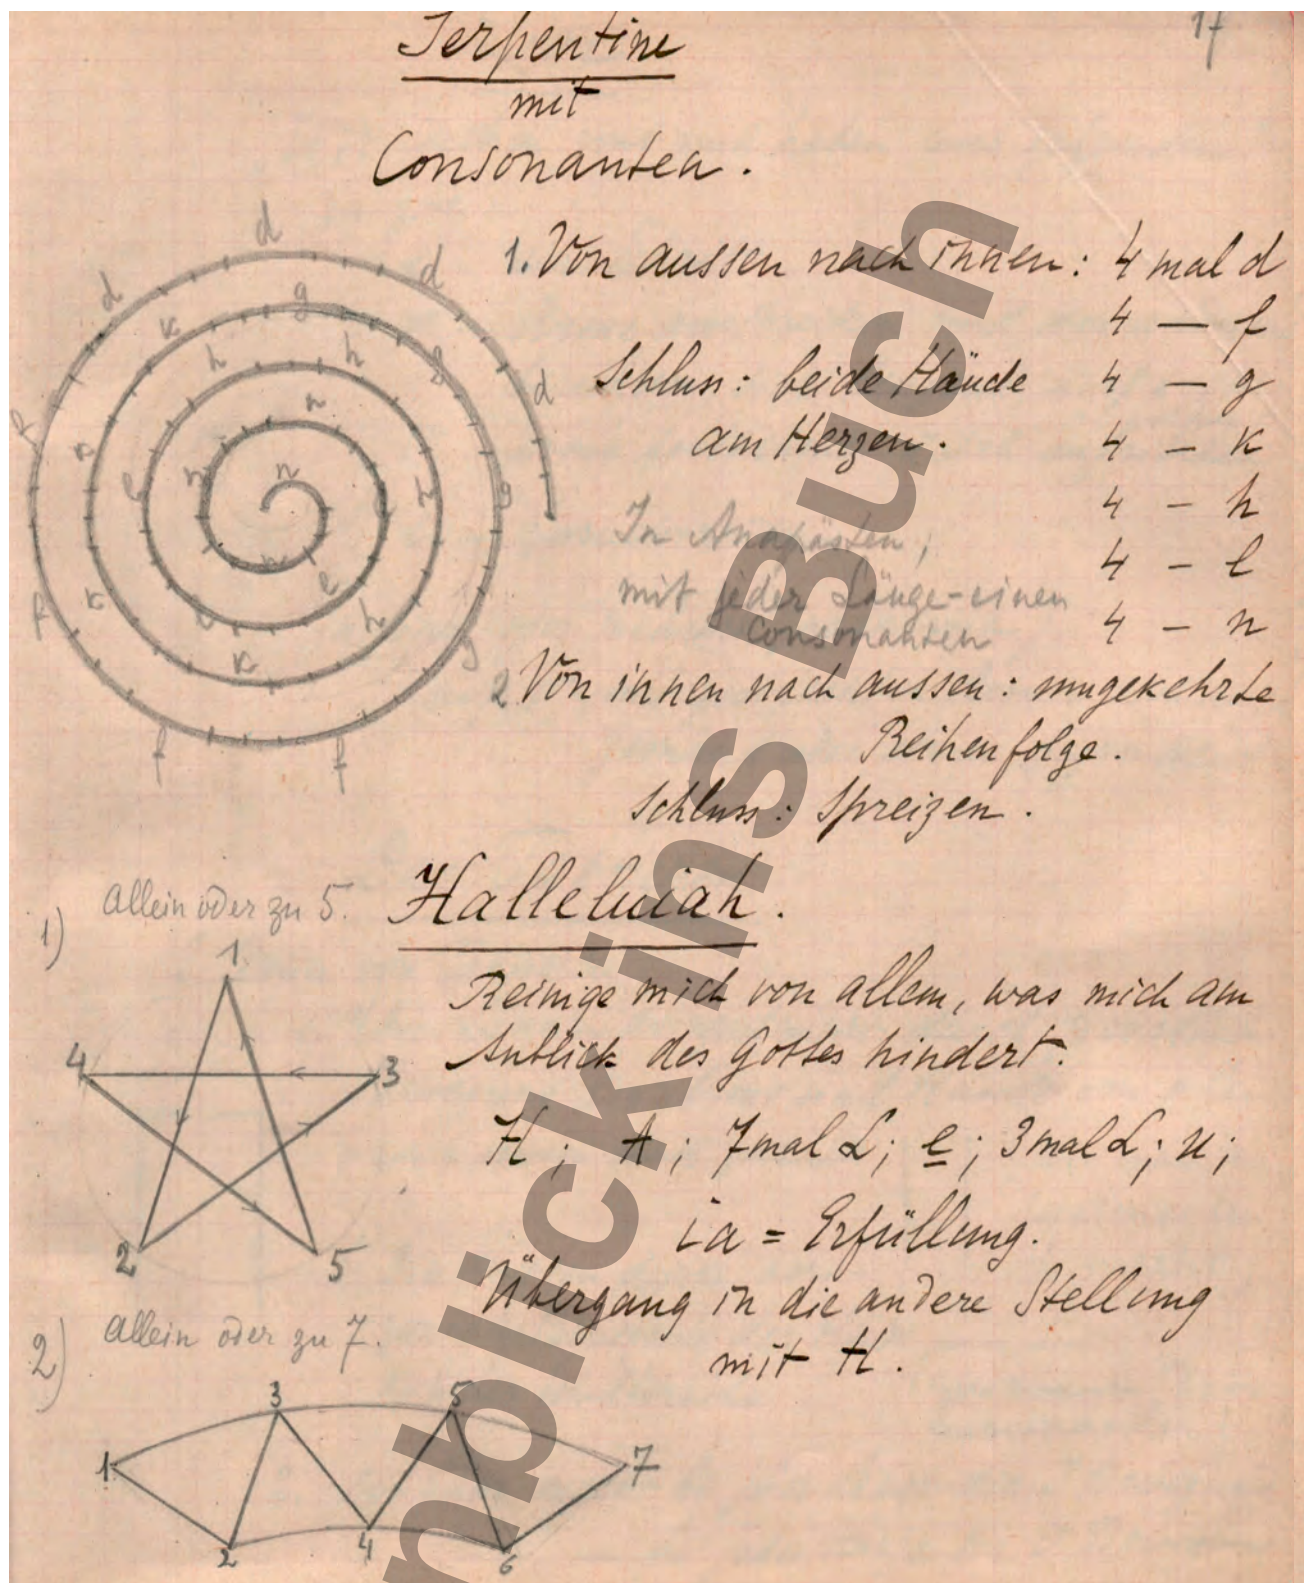 17
Serpentine
mit
Consonanten.
1. Von aussen nach innen: 4 mal d
4 — f
Schluss: beide Hände 4 — g
am Herzen. 4 — k
4 — h
In Anapästen, 4 — l
mit jeder Länge - einen
Consonanten 4 — n
2 Von innen nach aussen: umgekehrte
Reihenfolge.
Schluss: Spreizen.
d
d
d
d
f
f
f
f
g
g
g
g
k
k
k
k
h
h
h
h
l
l
l
l
n
n
n
n
Halleluiah.
1) Allein oder zu 5.
1
4
3
2
5
Reinige mich von allem, was mich am
Anblick des Gottes hindert.
H; A; 7mal L; e; 3mal L; u;
ia = Erfüllung.
Übergang in die andere Stellung
mit H.
2) Allein oder zu 7.
3
5
1
7
2
4
6
nblick ins Buch